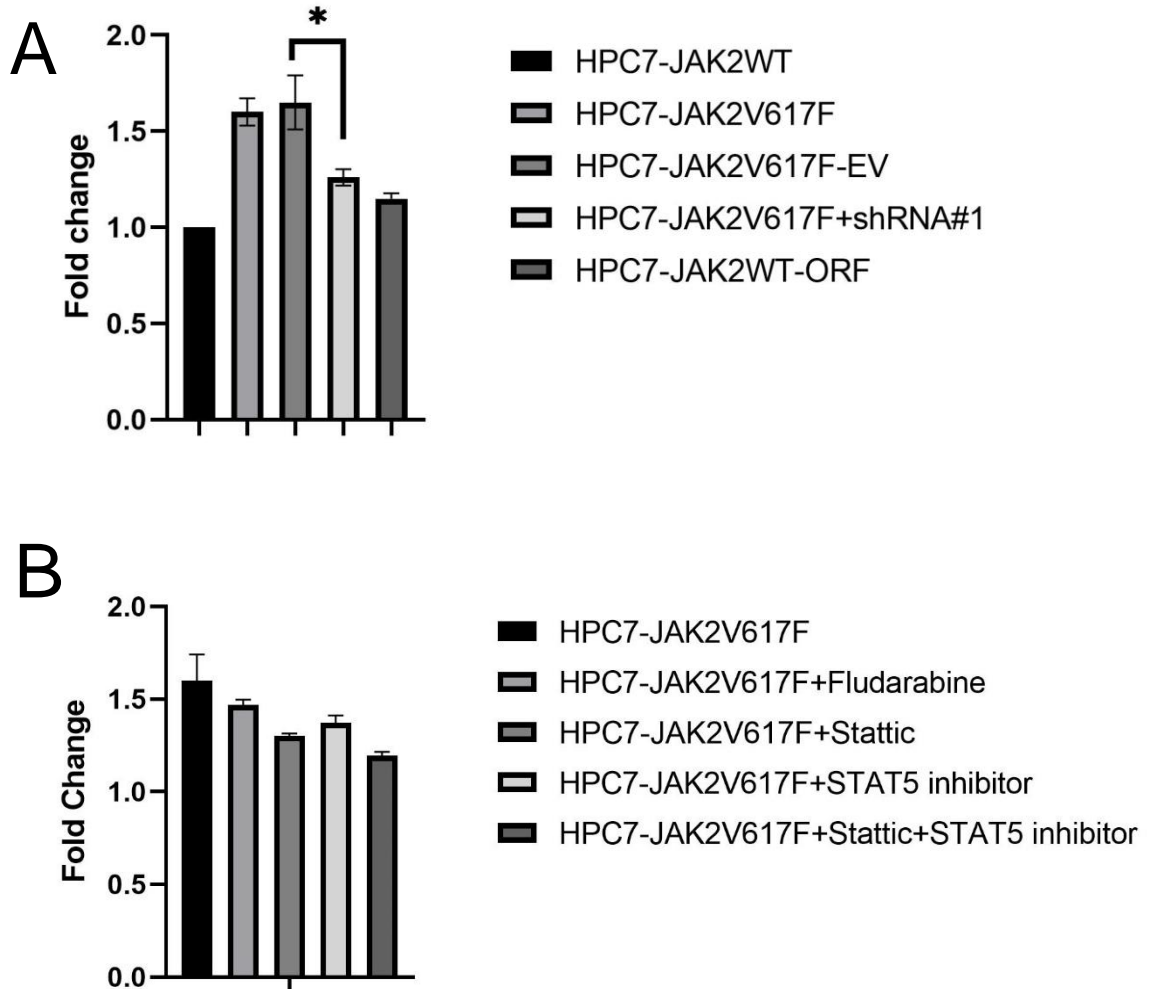 A
*
2.0
1.5
1.0
0.5
0.0
Fold change
HPC7-JAK2WT
HPC7-JAK2V617F
HPC7-JAK2V617F-EV
HPC7-JAK2V617F+shRNA#1
HPC7-JAK2WT-ORF
B
2.0
1.5
1.0
0.5
0.0
Fold Change
HPC7-JAK2V617F
HPC7-JAK2V617F+Fludarabine
HPC7-JAK2V617F+Stattic
HPC7-JAK2V617F+STAT5 inhibitor
HPC7-JAK2V617F+Stattic+STAT5 inhibitor